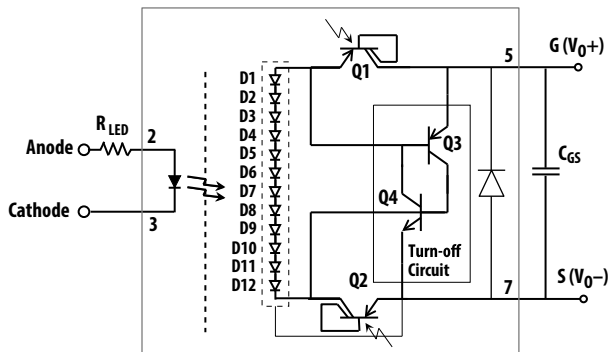 G (V0+)
5
Q1
D1
D2
D3
D4
D5
D6
D7
D8
D9
D10
D11
D12
RLED
2
Anode
Cathode
3
Q3
Q4
CGS
Turn-off
Circuit
Q2
7
S (V0–)